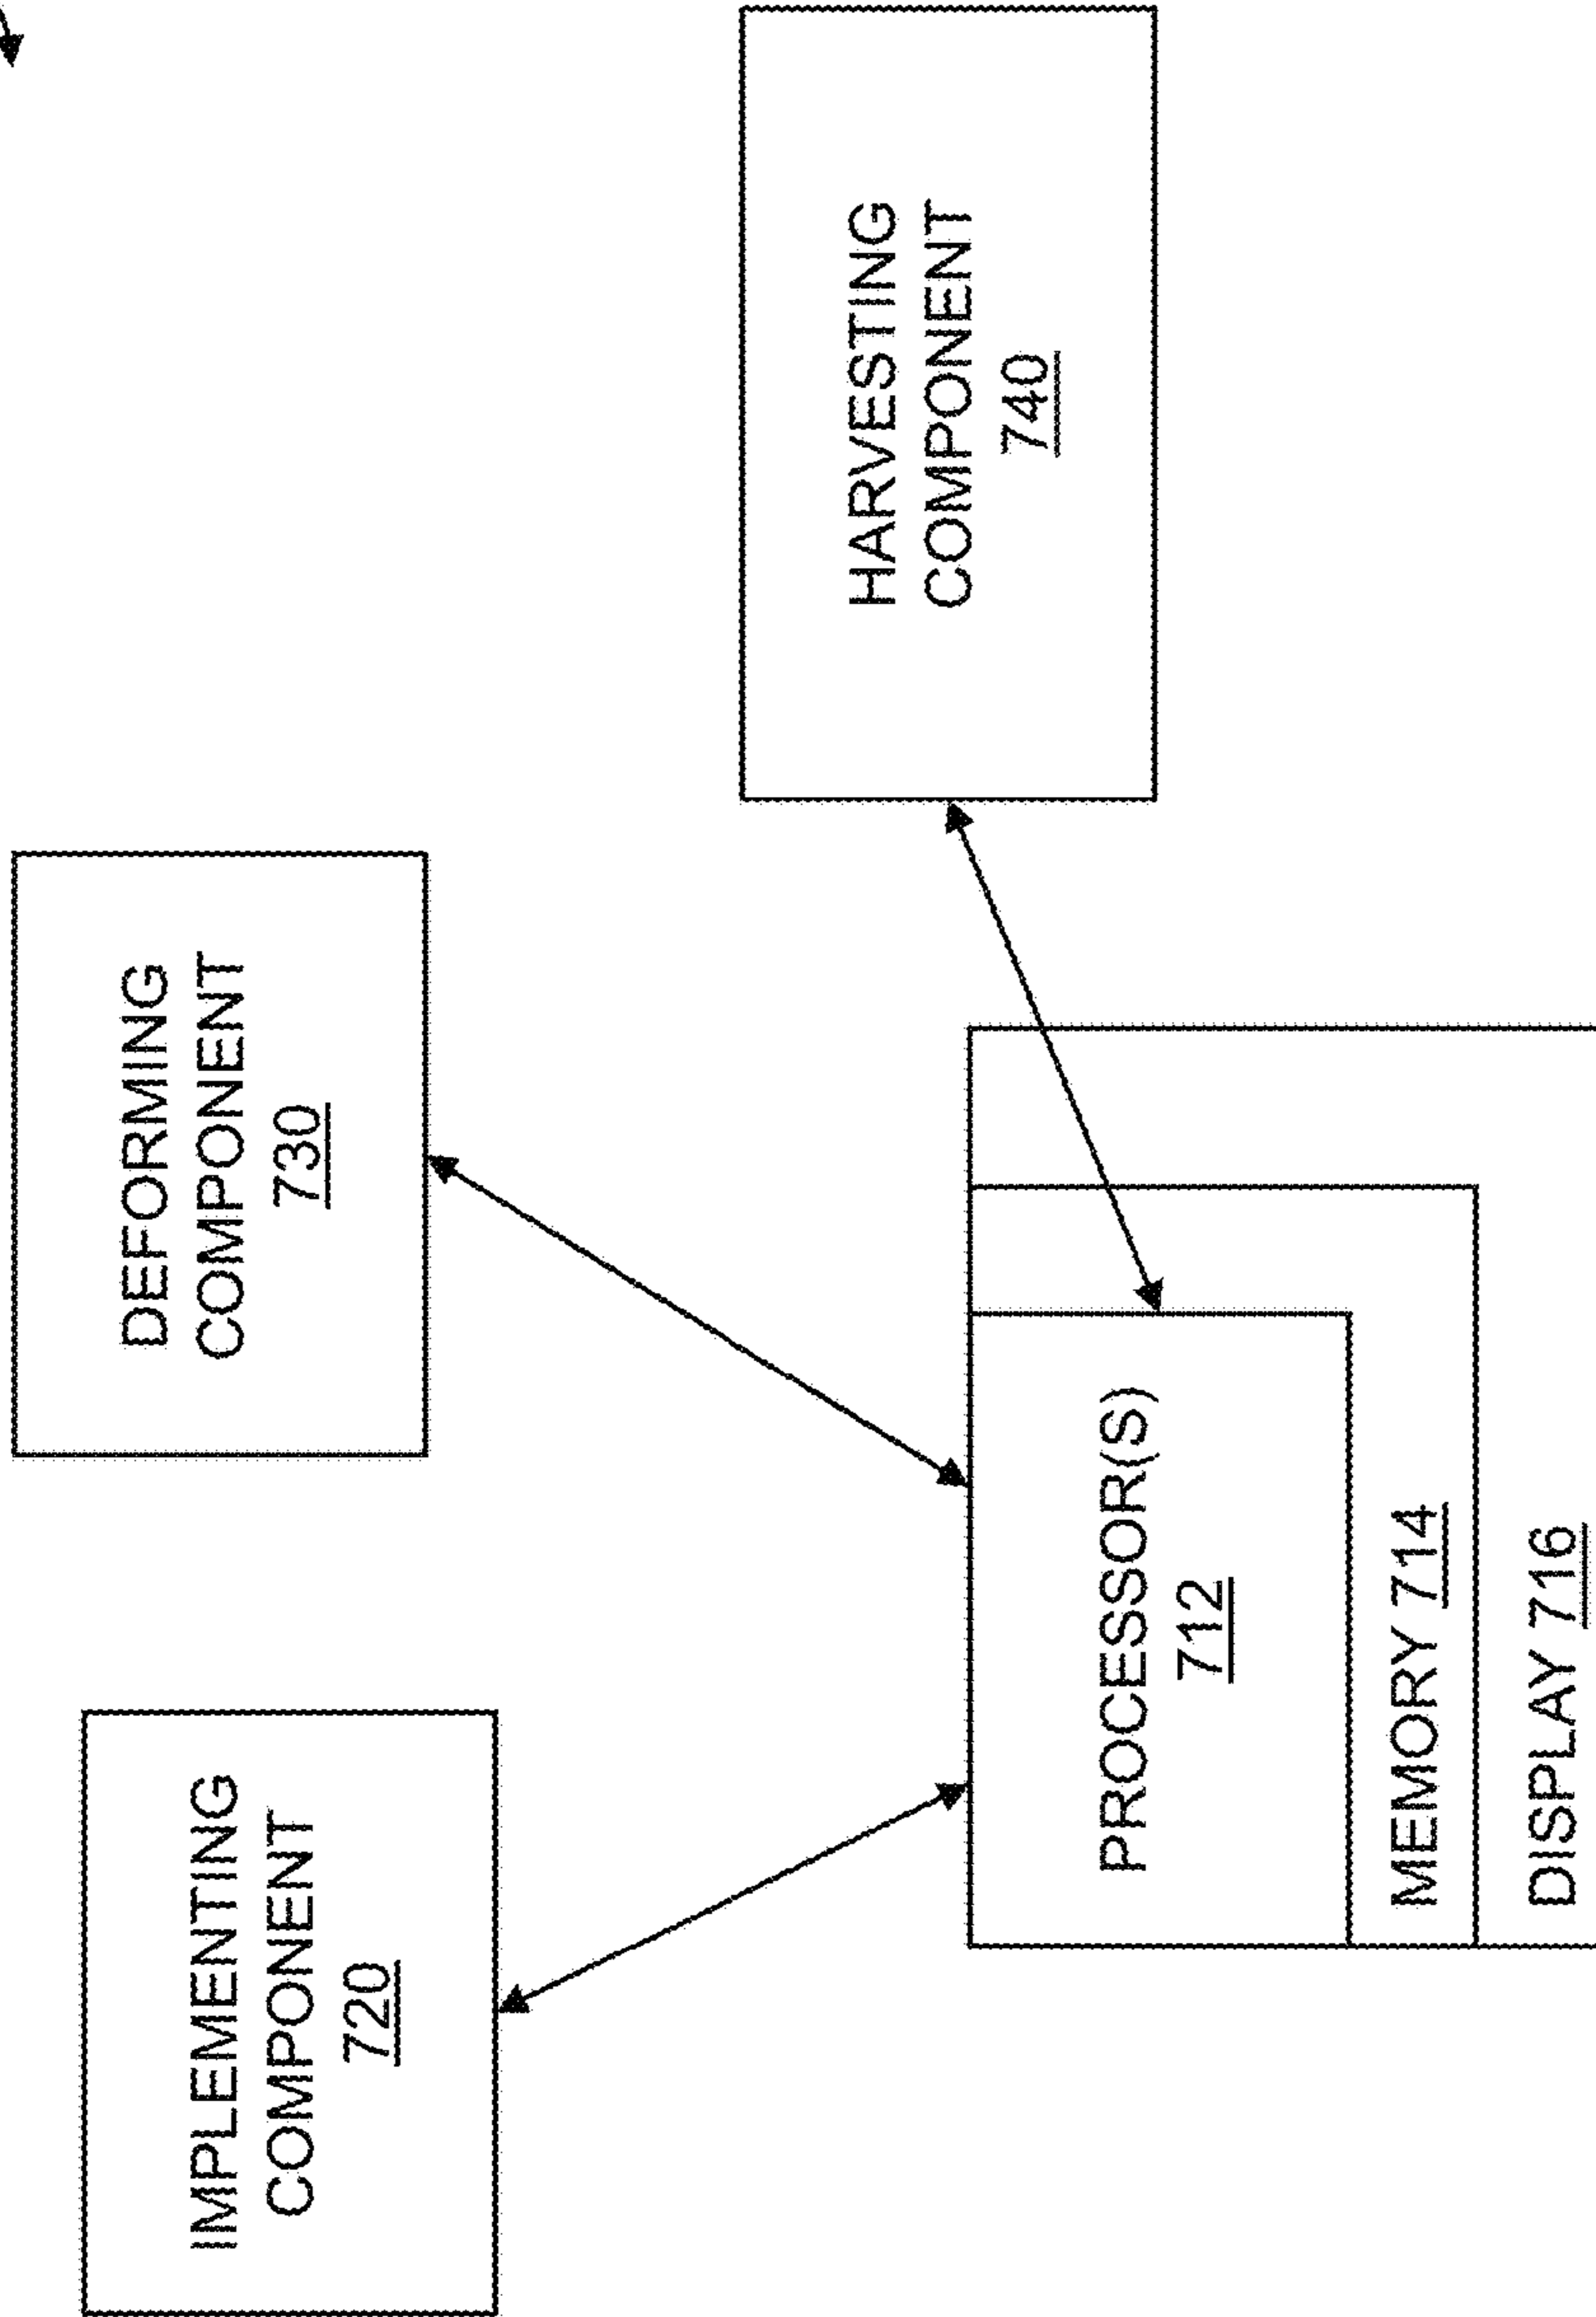 IMPLEMENTING
COMPONENT
720
DEFORMING
COMPONENT
730
HARVESTING
COMPONENT
740
PROCESSOR(S)
712
MEMORY 714
DISPLAY 716